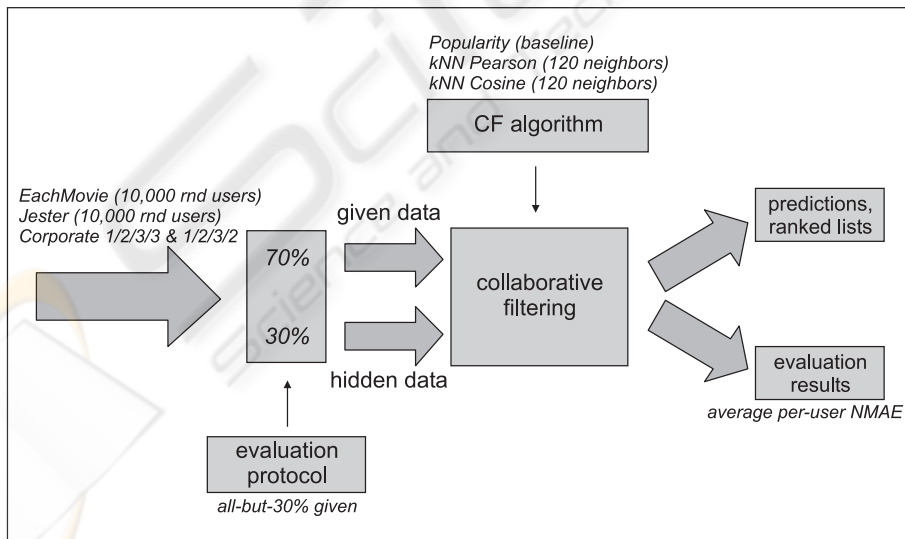 Popularity (baseline)
kNN Pearson (120 neighbors)
kNN Cosine (120 neighbors)
CF algorithm
EachMovie (10,000 rnd users)
Jester (10,000 rnd users)
Corporate 1/2/3/3 & 1/2/3/2
given data
70%
30%
hidden data
collaborative
filtering
predictions,
ranked lists
evaluation
results
average per-user NMAE
evaluation
protocol
all-but-30% given
Science and